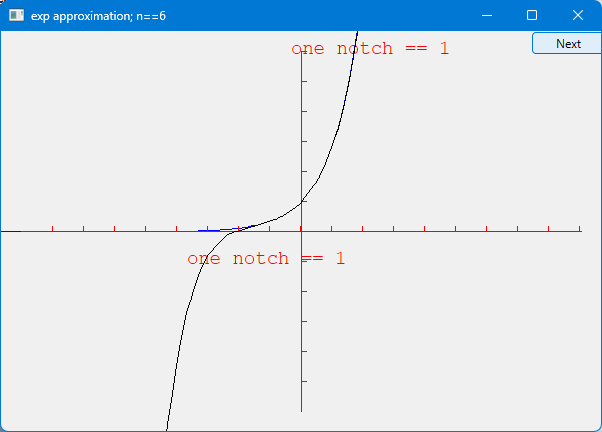 exp approximation; n==6
one notch == 1
Next
one notch == 1